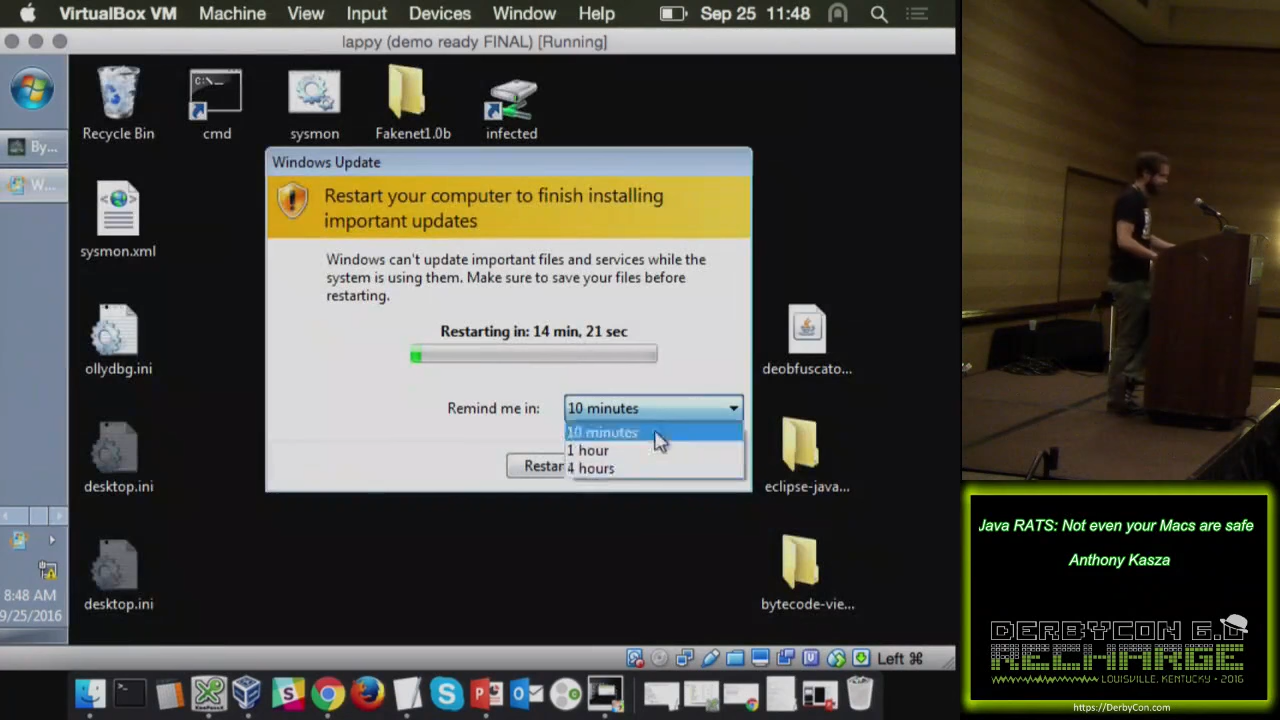 VirtualBox VM Machine View Input Devices Window Help Sep 25 11:48
lappy (demo ready FINAL) [Running]
Recycle Bin
cmd
sysmon
Fakenet1.0b
infected
By...
W...
sysmon.xml
ollydbg.ini
desktop.ini
desktop.ini
Windows Update
Restart your computer to finish installing
important updates
Windows can't update important files and services while the
system is using them. Make sure to save your files before
restarting.
Restarting in: 14 min, 21 sec
Remind me in:
10 minutes
10 minutes
1 hour
4 hours
Restar
deobfuscato...
eclipse-java...
bytecode-vie...
8:48 AM
9/25/2016
Left ⌘
Java RATS: Not even your Macs are safe
Anthony Kasza
DERBYCON 6.0
RECHARGE
LOUISVILLE, KENTUCKY • 2016
https://DerbyCon.com